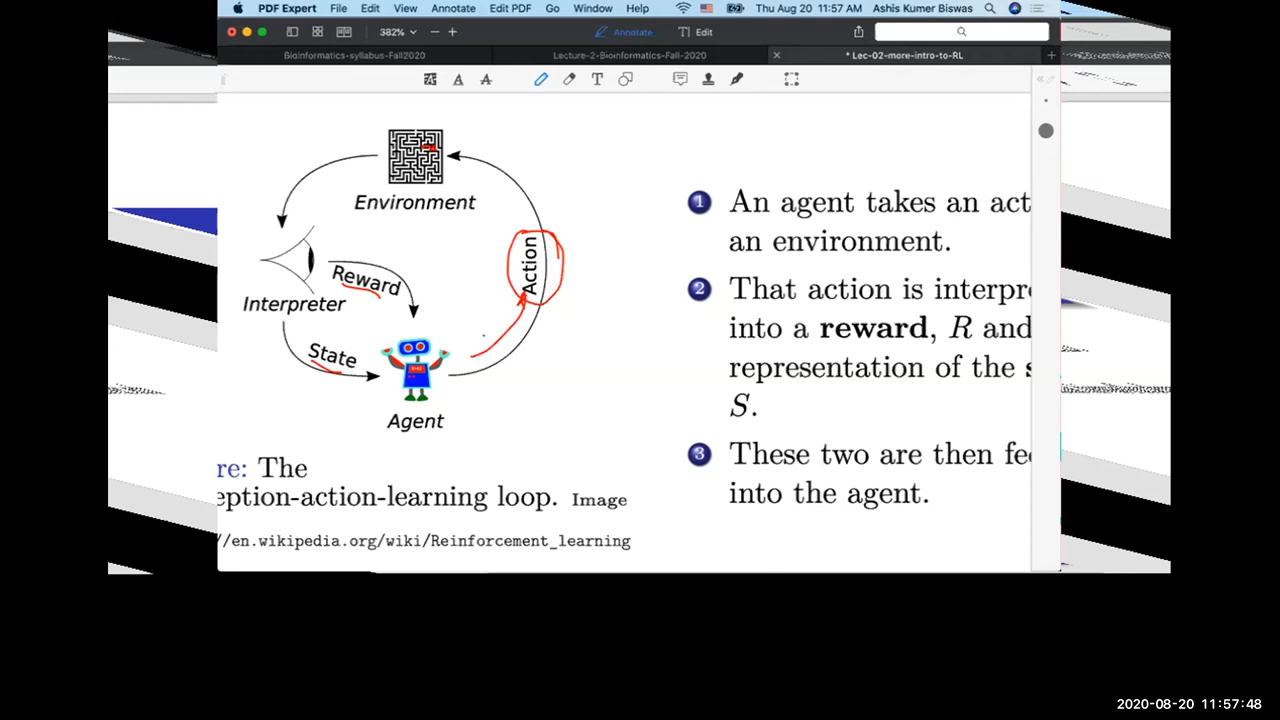 PDF Expert File Edit View Annotate Edit PDF Go Window Help Thu Aug 20 11:57 AM Ashis Kumer Biswas
382% Annotate Edit
Bioinformatics-syllabus-Fall2020 Lecture-2-Bionformatics-Fall-2020 * Lec-02-more-intro-to-RL
Environment
Action
Reward
Interpreter
State
Agent
re: The
eption-action-learning loop. Image
//en.wikipedia.org/wiki/Reinforcement_learning
1 An agent takes an act
an environment.
2 That action is interpr
into a reward, R and
representation of the s
S.
3 These two are then fee
into the agent.
2020-08-20 11:57:48